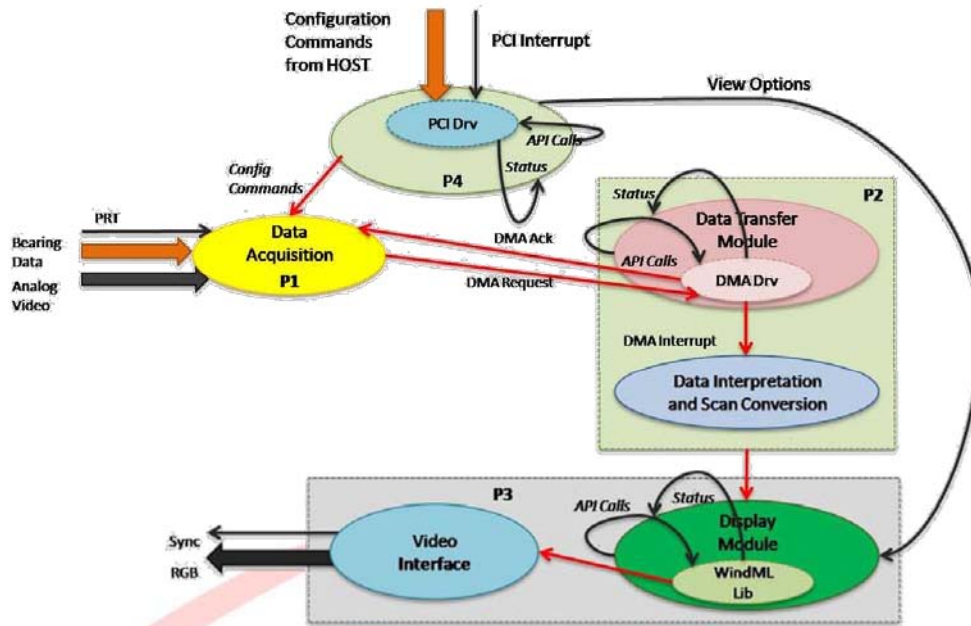 Configuration
Commands
from HOST
PCI Interrupt
View Options
PCI Drv
API Calls
Status
P4
Config
Commands
PRT
Bearing
Data
Analog
Video
Data
Acquisition
P1
DMA Ack
DMA Request
P2
Status
Data Transfer
Module
API Calls
DMA Drv
DMA Interrupt
Data Interpretation
and Scan Conversion
P3
API Calls
Status
Display
Module
WindML
Lib
Video
Interface
Sync
RGB